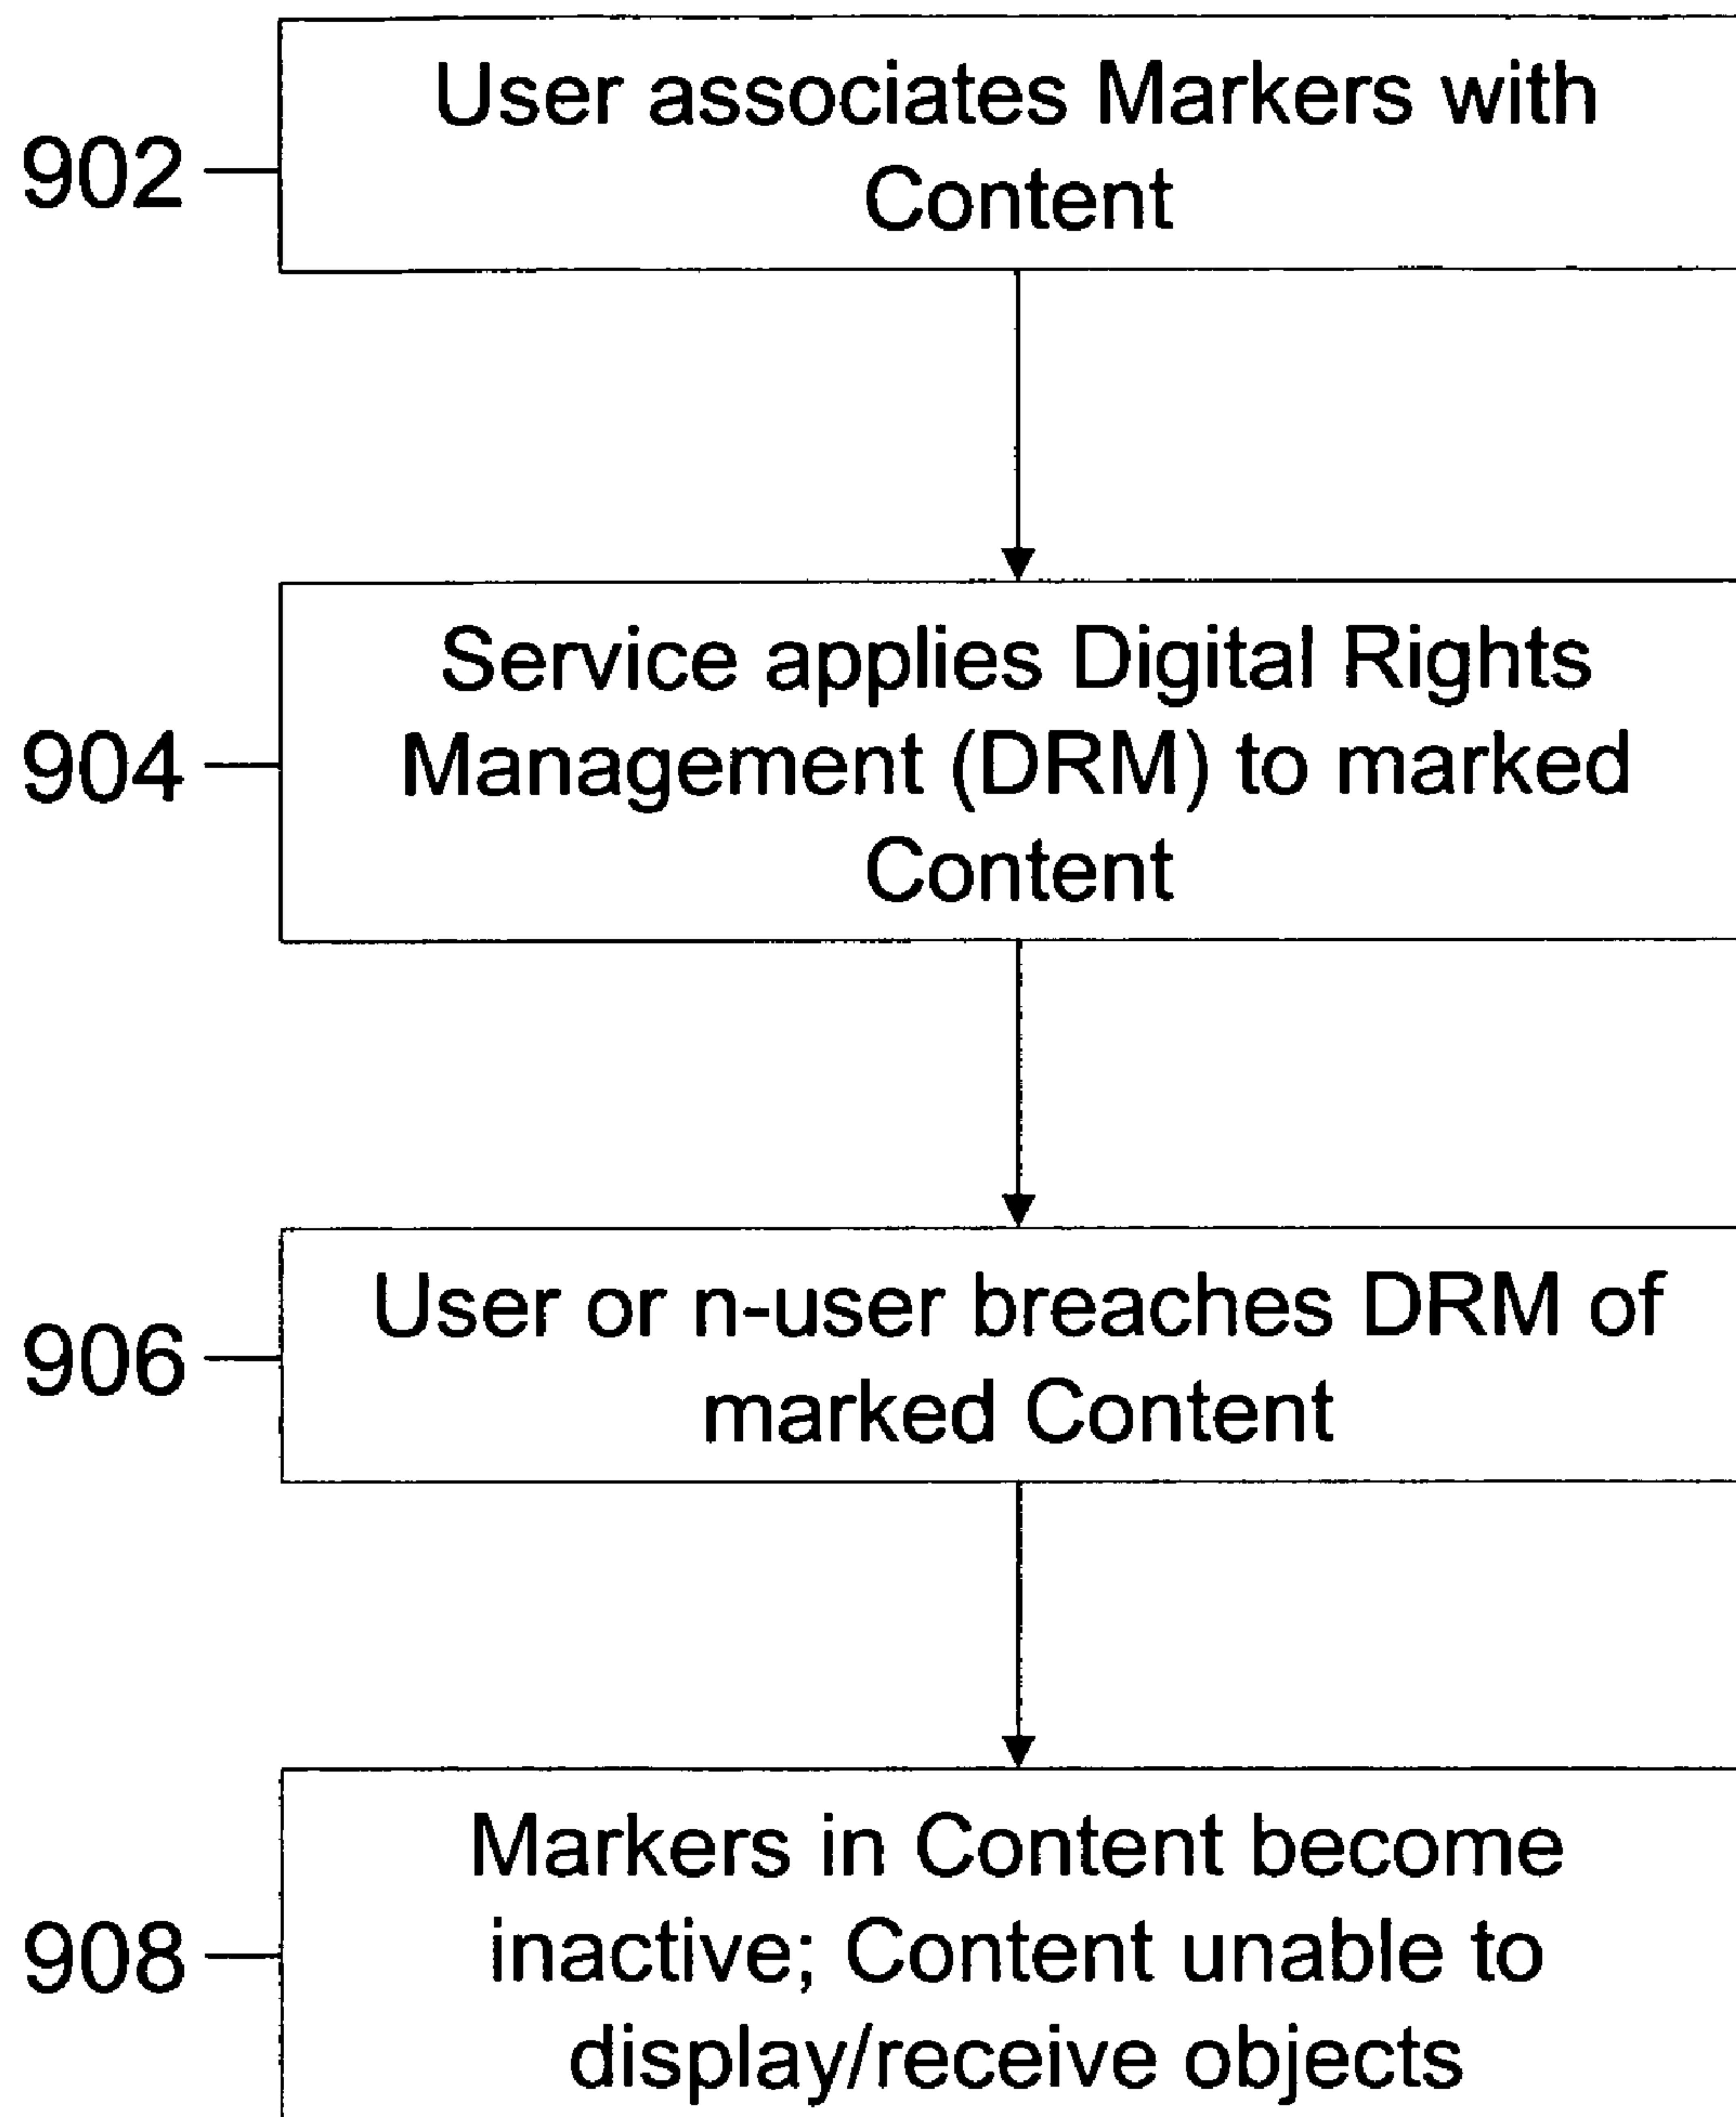 User associates Markers with
Content
902
Service applies Digital Rights
Management (DRM) to marked
Content
904
User or n-user breaches DRM of
marked Content
906
Markers in Content become
inactive; Content unable to
display/receive objects
908